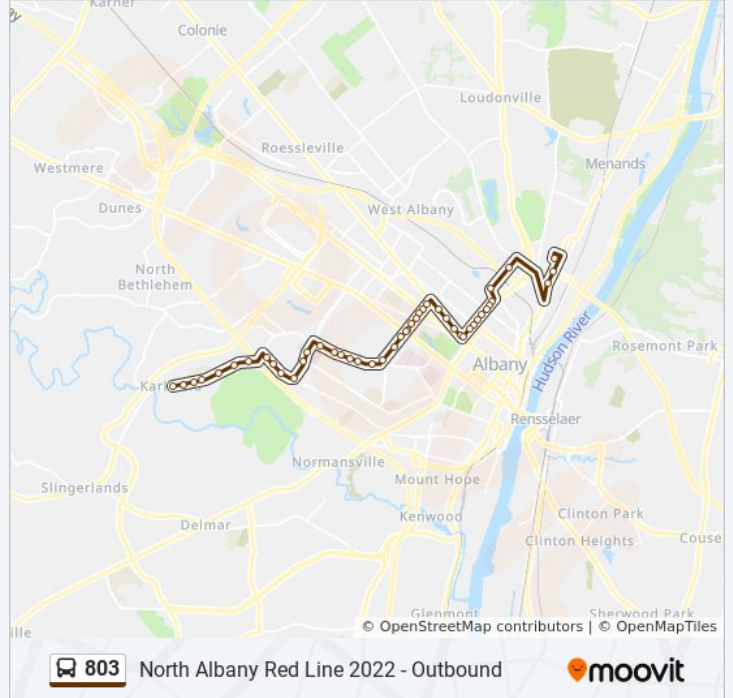 Karner
Colonie
Loudonville
Roessleville
Westmere
Menands
Dunes
West Albany
North
Bethlehem
Hudson River
Rosemont Park
Albany
Rensselaer
Normansville
Mount Hope
Slingerlands
Kenwood
Clinton Park
Delmar
Clinton Heights
Couse
Glenmont
Sherwood Park
ille
© OpenStreetMap contributors | © OpenMapTiles
803 North Albany Red Line 2022 - Outbound moovit